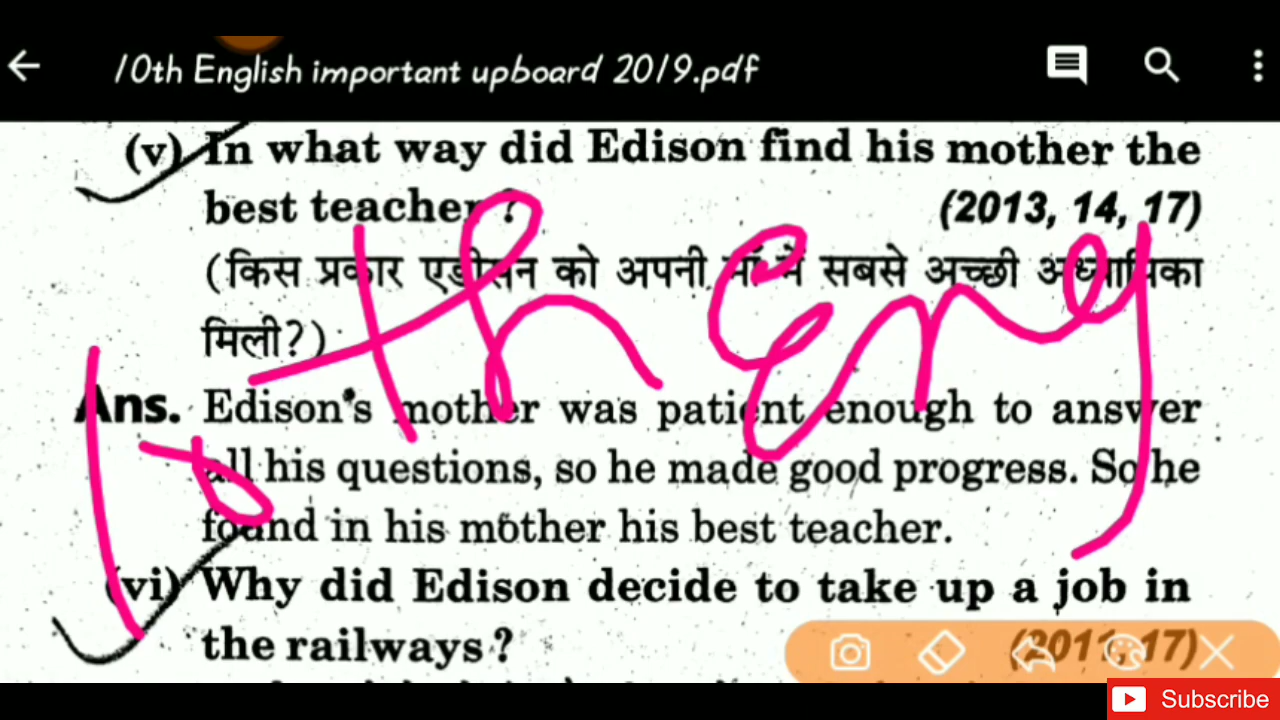 10th English important upboard 2019.pdf
(v) In what way did Edison find his mother the
best teacher ? (2013, 14, 17)
(किस प्रकार एडीसन को अपनी माँ में सबसे अच्छी अध्यापिका
मिली?)
10th Eng
Ans. Edison's mother was patient enough to answer
all his questions, so he made good progress. So he
found in his mother his best teacher.
(vi) Why did Edison decide to take up a job in
the railways ? (2011, 17)
Subscribe